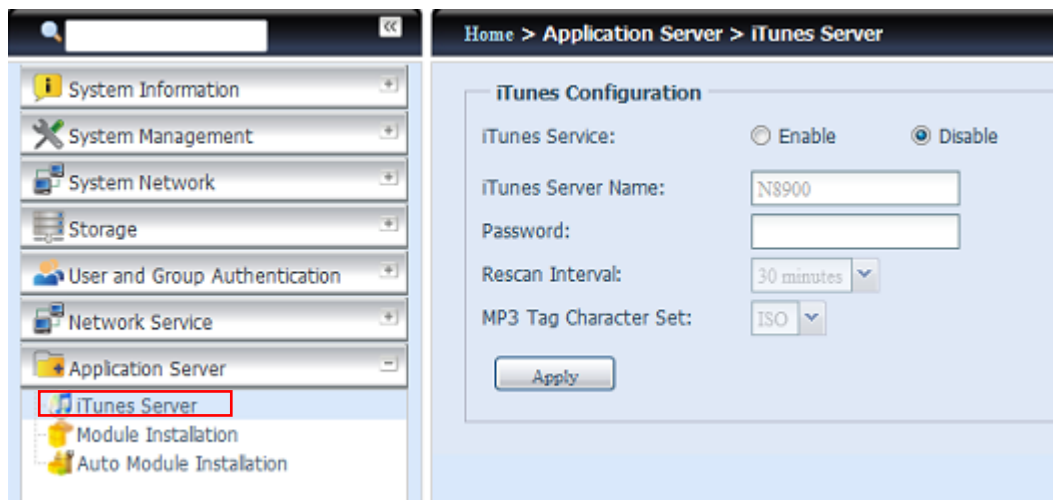 System Information
System Management
System Network
Storage
User and Group Authentication
Network Service
Application Server
iTunes Server
Module Installation
Auto Module Installation
Home > Application Server > iTunes Server
iTunes Configuration
iTunes Service: Enable Disable
iTunes Server Name: N8900
Password:
Rescan Interval: 30 minutes
MP3 Tag Character Set: ISO
Apply